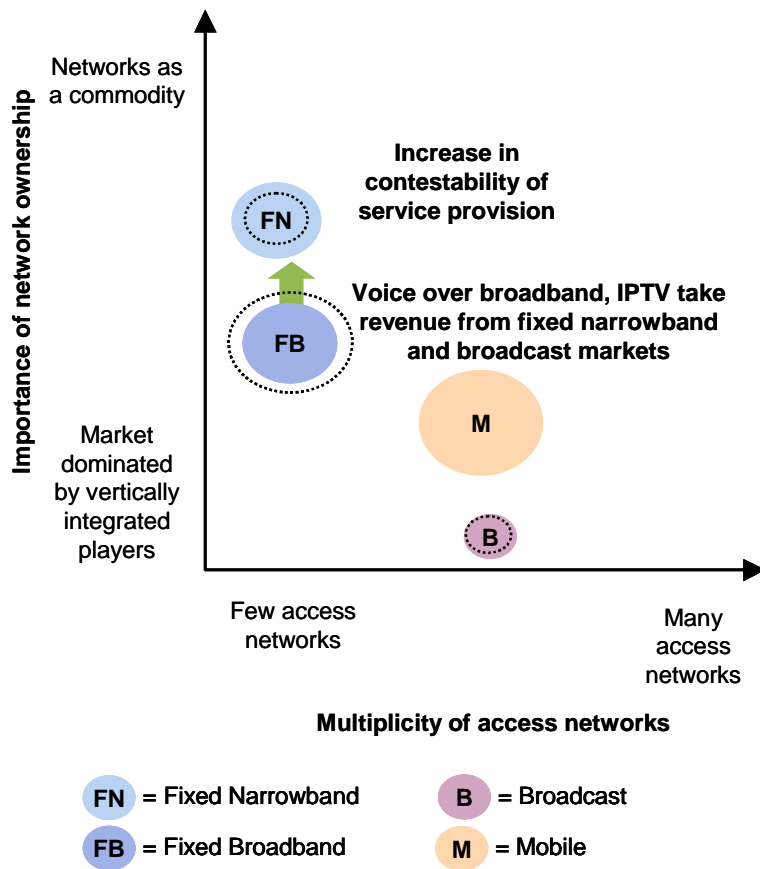 Importance of network ownership
Networks as
a commodity
Increase in
contestability of
service provision
FN
Voice over broadband, IPTV take
revenue from fixed narrowband
and broadcast markets
FB
M
Market
dominated
by vertically
integrated
players
B
Few access
networks
Many
access
networks
Multiplicity of access networks
FN = Fixed Narrowband
B = Broadcast
FB = Fixed Broadband
M = Mobile